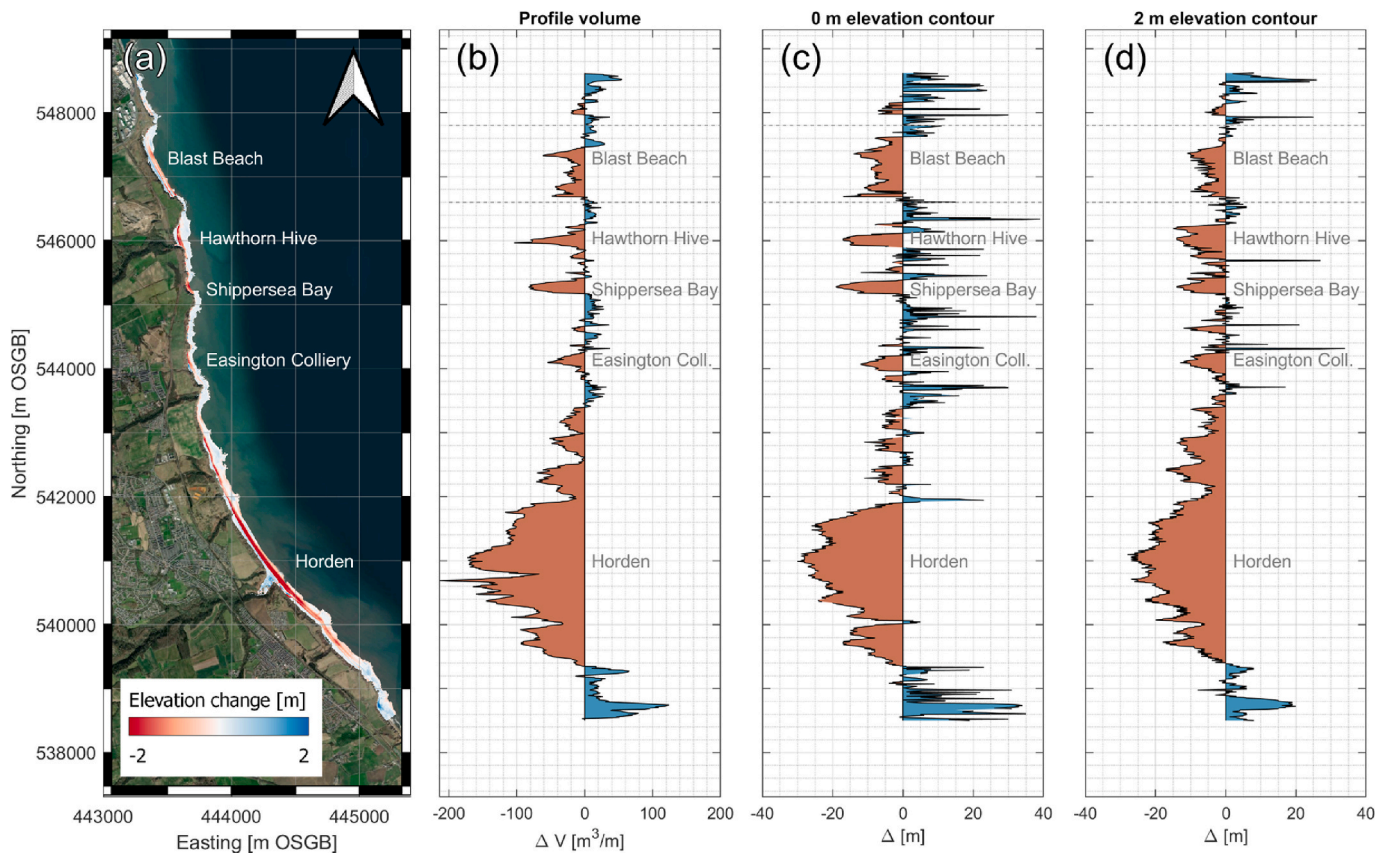 Profile volume
0 m elevation contour
2 m elevation contour
(a)
(b)
(c)
(d)
548000
546000
544000
542000
540000
538000
Northing [m OSGB]
Blast Beach
Hawthorn Hive
Shippersea Bay
Easington Colliery
Horden
Elevation change [m]
-2
2
443000
444000
445000
Easting [m OSGB]
Blast Beach
Hawthorn Hive
Shippersea Bay
Easington Coll.
Horden
-200
-100
0
100
200
Δ V [m³/m]
Blast Beach
Hawthorn Hive
Shippersea Bay
Easington Coll.
Horden
-40
-20
0
20
40
Δ [m]
Blast Beach
Hawthorn Hive
Shippersea Bay
Easington Coll.
Horden
-40
-20
0
20
40
Δ [m]